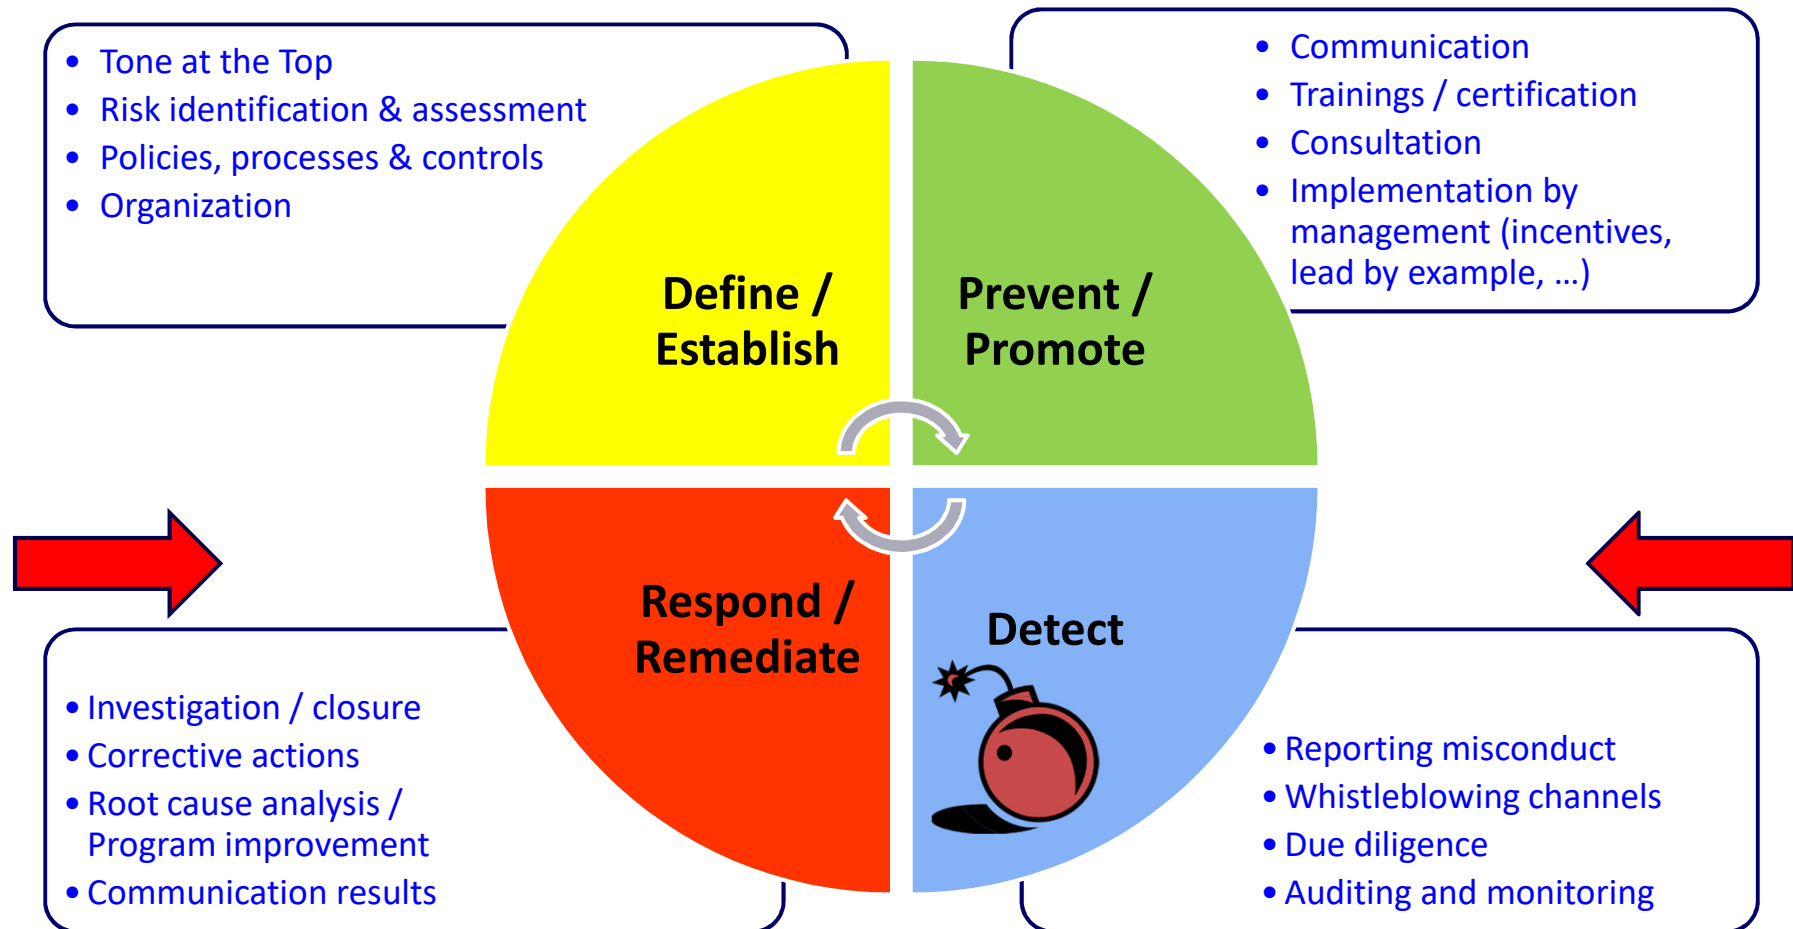 • Tone at the Top
• Risk identification & assessment
• Policies, processes & controls
• Organization
• Communication
• Trainings / certification
• Consultation
• Implementation by
management (incentives,
lead by example, ...)
Define /
Establish
Prevent /
Promote
Respond /
Remediate
Detect
• Investigation / closure
• Corrective actions
• Root cause analysis /
Program improvement
• Communication results
• Reporting misconduct
• Whistleblowing channels
• Due diligence
• Auditing and monitoring